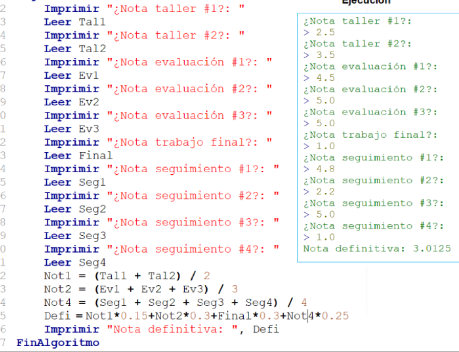 Imprimir "¿Nota taller #1?: "
Leer Tal1
Imprimir "¿Nota taller #2?: "
Leer Tal2
Imprimir "¿Nota evaluación #1?: "
Leer Ev1
Imprimir "¿Nota evaluación #2?: "
Leer Ev2
Imprimir "¿Nota evaluación #3?: "
Leer Ev3
Imprimir "¿Nota trabajo final?: "
Leer Final
Imprimir "¿Nota seguimiento #1?: "
Leer Seg1
Imprimir "¿Nota seguimiento #2?: "
Leer Seg2
Imprimir "¿Nota seguimiento #3?: "
Leer Seg3
Imprimir "¿Nota seguimiento #4?: "
Leer Seg4
Not1 = (Tal1 + Tal2) / 2
Not2 = (Ev1 + Ev2 + Ev3) / 3
Not4 = (Seg1 + Seg2 + Seg3 + Seg4) / 4
Defi = Not1*0.15+Not2*0.3+Final*0.3+Not4*0.25
Imprimir "Nota definitiva: ", Defi
FinAlgoritmo
Ejecución
¿Nota taller #1?:
> 2.5
¿Nota taller #2?:
> 3.5
¿Nota evaluación #1?:
> 4.5
¿Nota evaluación #2?:
> 5.0
¿Nota evaluación #3?:
> 5.0
¿Nota trabajo final?:
> 1.0
¿Nota seguimiento #1?:
> 4.8
¿Nota seguimiento #2?:
> 2.2
¿Nota seguimiento #3?:
> 5.0
¿Nota seguimiento #4?:
> 1.0
Nota definitiva: 3.0125